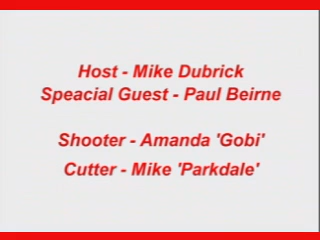 Host - Mike Dubrick
Speacial Guest - Paul Beirne
Shooter - Amanda 'Gobi'
Cutter - Mike 'Parkdale'